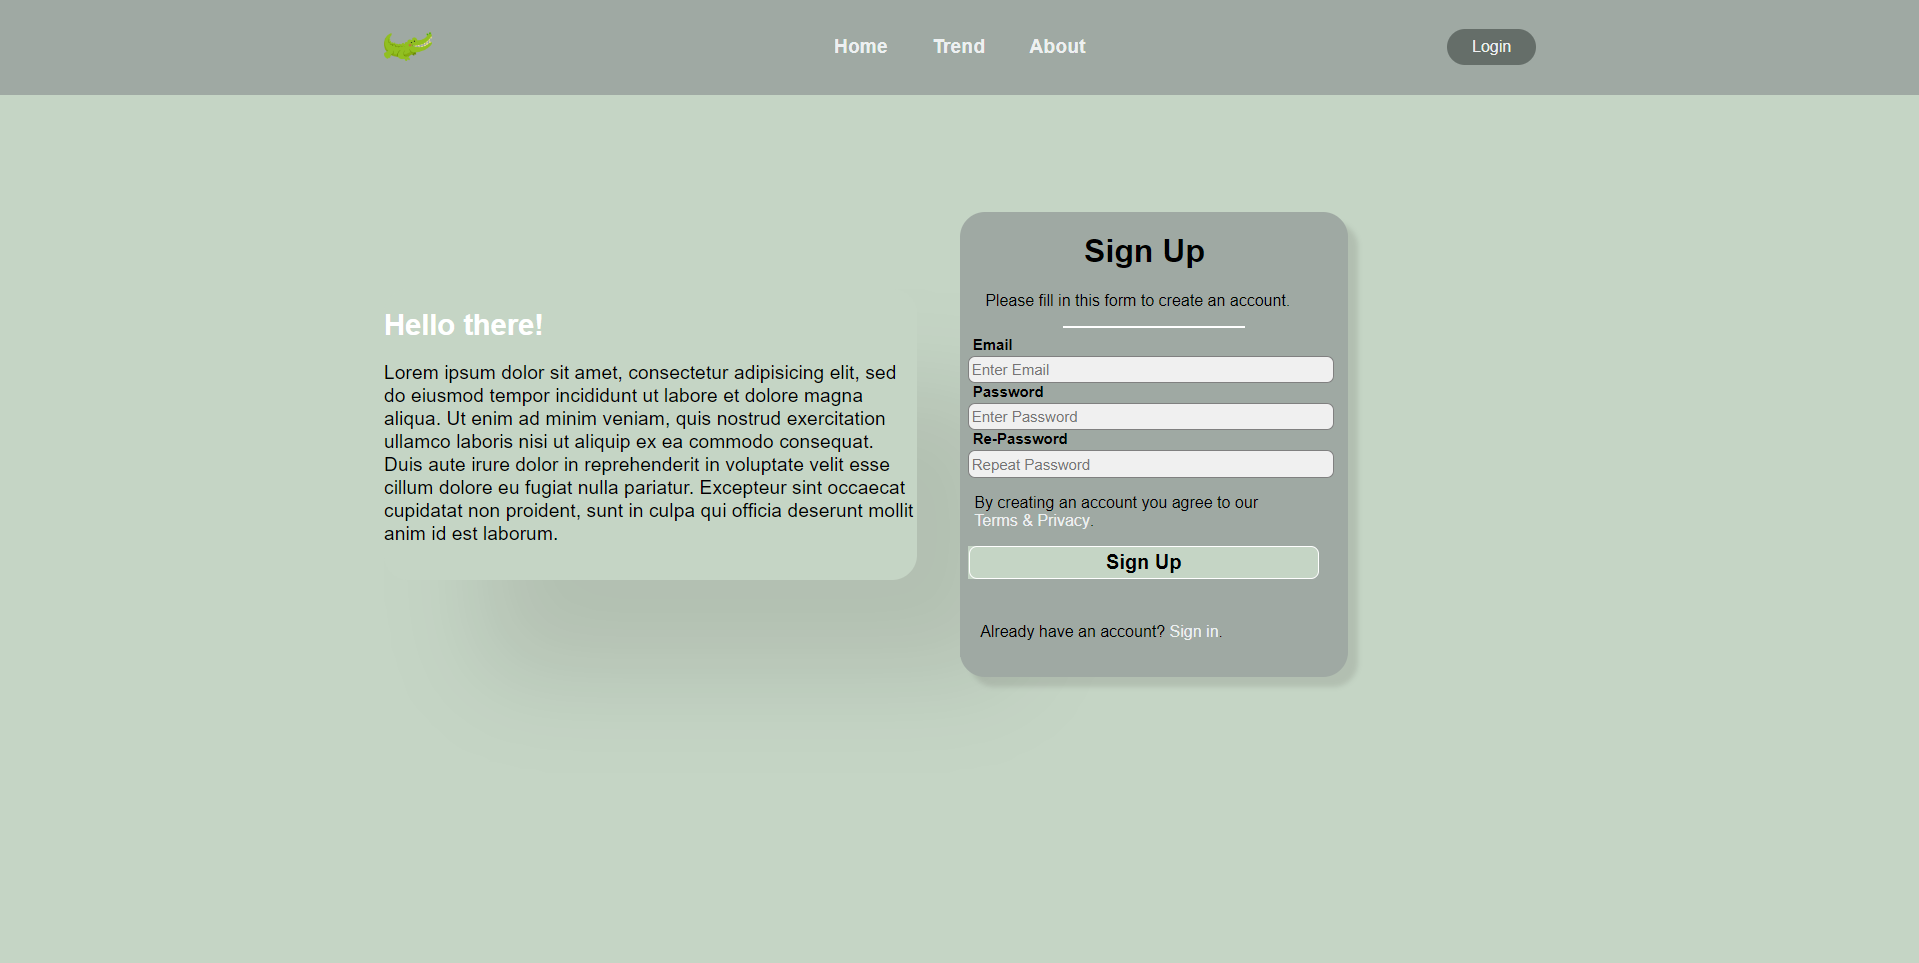 Home
Trend
About
Login
Hello there!
Lorem ipsum dolor sit amet, consectetur adipisicing elit, sed
do eiusmod tempor incididunt ut labore et dolore magna
aliqua. Ut enim ad minim veniam, quis nostrud exercitation
ullamco laboris nisi ut aliquip ex ea commodo consequat.
Duis aute irure dolor in reprehenderit in voluptate velit esse
cillum dolore eu fugiat nulla pariatur. Excepteur sint occaecat
cupidatat non proident, sunt in culpa qui officia deserunt mollit
anim id est laborum.
Sign Up
Please fill in this form to create an account.
Email
Enter Email
Password
Enter Password
Re-Password
Repeat Password
By creating an account you agree to our
Terms & Privacy.
Sign Up
Already have an account? Sign in.